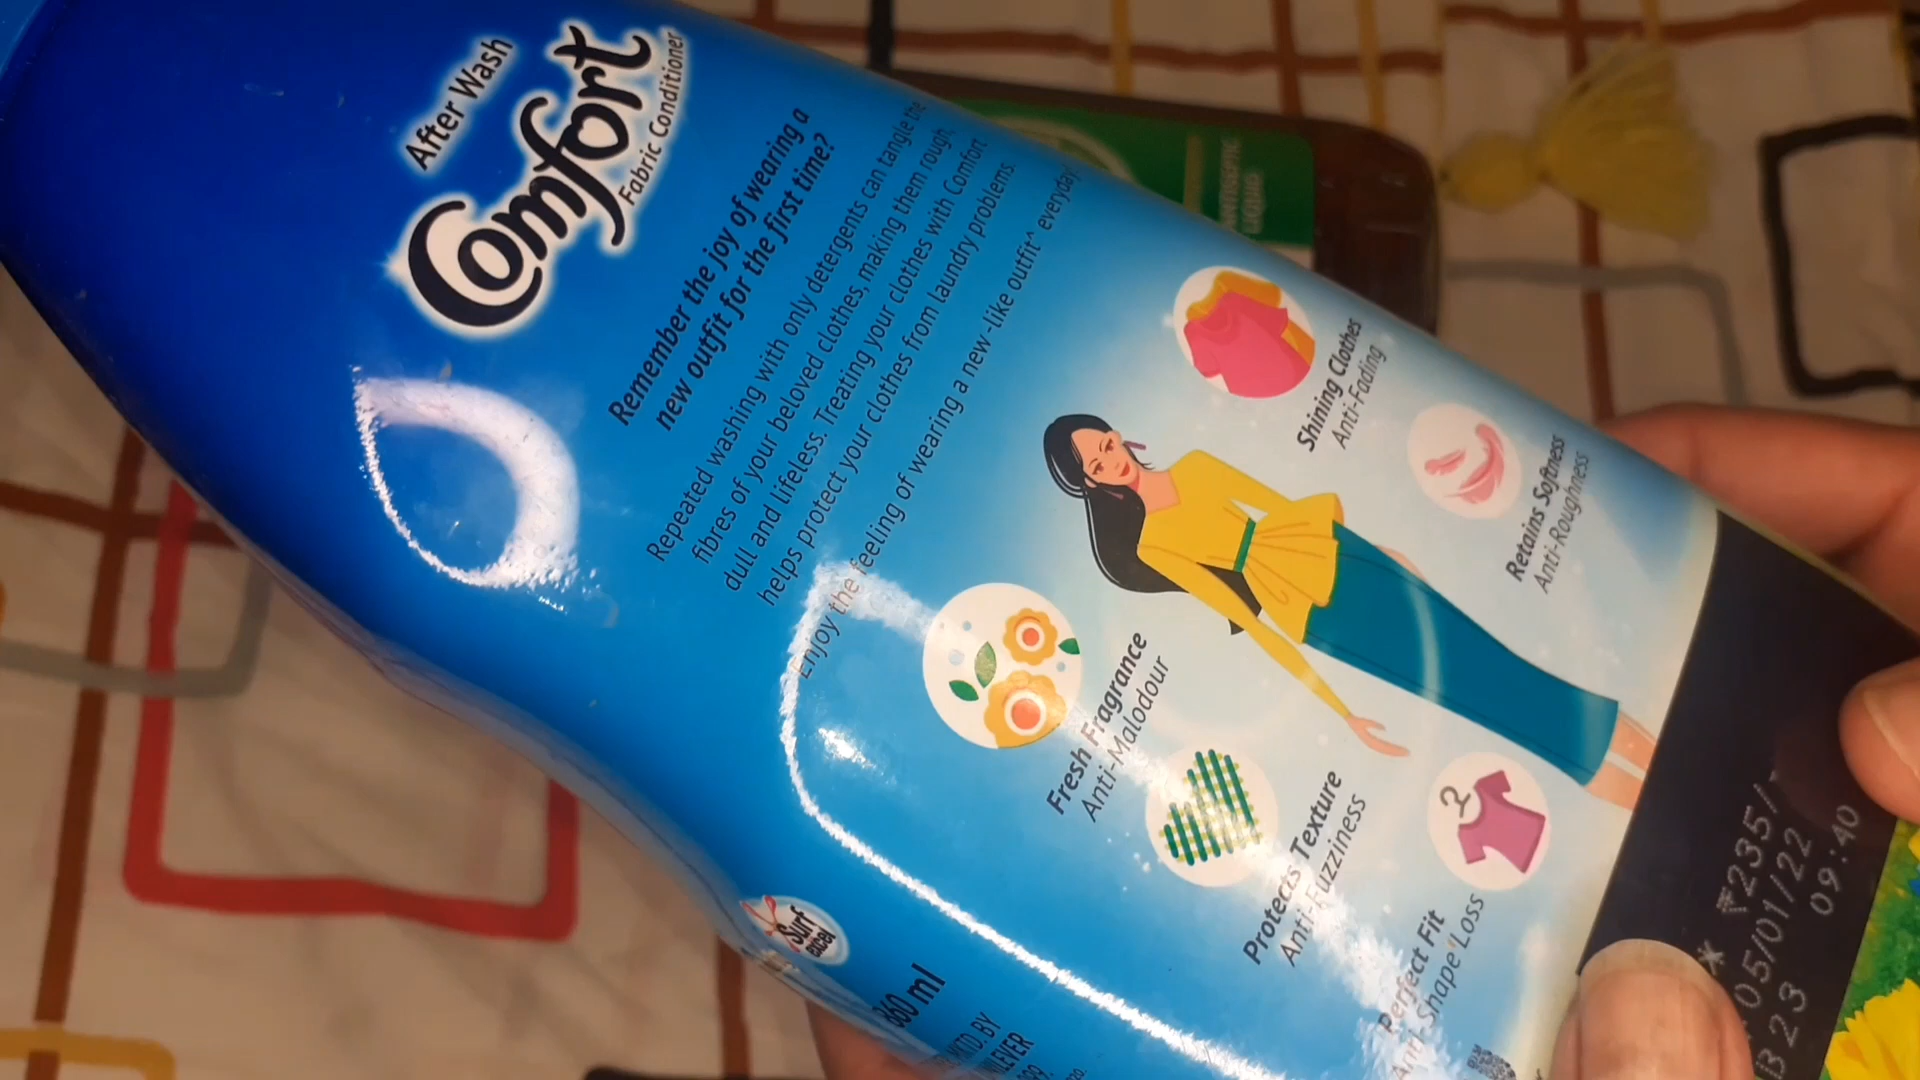 After Wash
Comfort
Fabric Conditioner
Remember the joy of wearing a
new outfit for the first time?
Repeated washing with only detergents can tangle the
fibres of your beloved clothes, making them rough,
dull and lifeless. Treating your clothes with Comfort
helps protect your clothes from laundry problems.
Enjoy the feeling of wearing a new-like outfit^ everyday!
Shining Clothes
Anti-Fading
Retains Softness
Anti-Roughness
Fresh Fragrance
Anti-Malodour
Protects Texture
Anti-Fuzziness
Perfect Fit
Anti-Shape Loss
Surf
excel
860 ml
MKTD. BY
ANTISEPTIC
LIQUID
₹235/-
05/01/22
09:40
B23